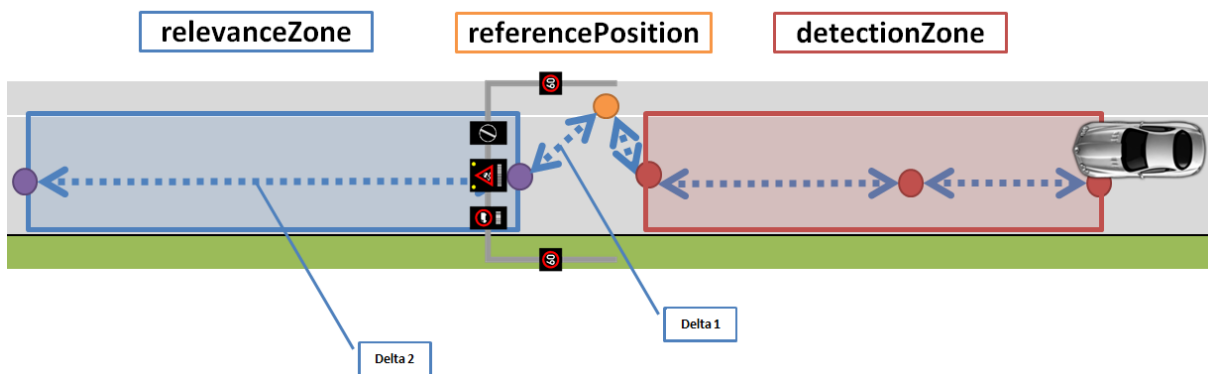 relevanceZone
referencePosition
detectionZone
60
60
Delta 1
Delta 2